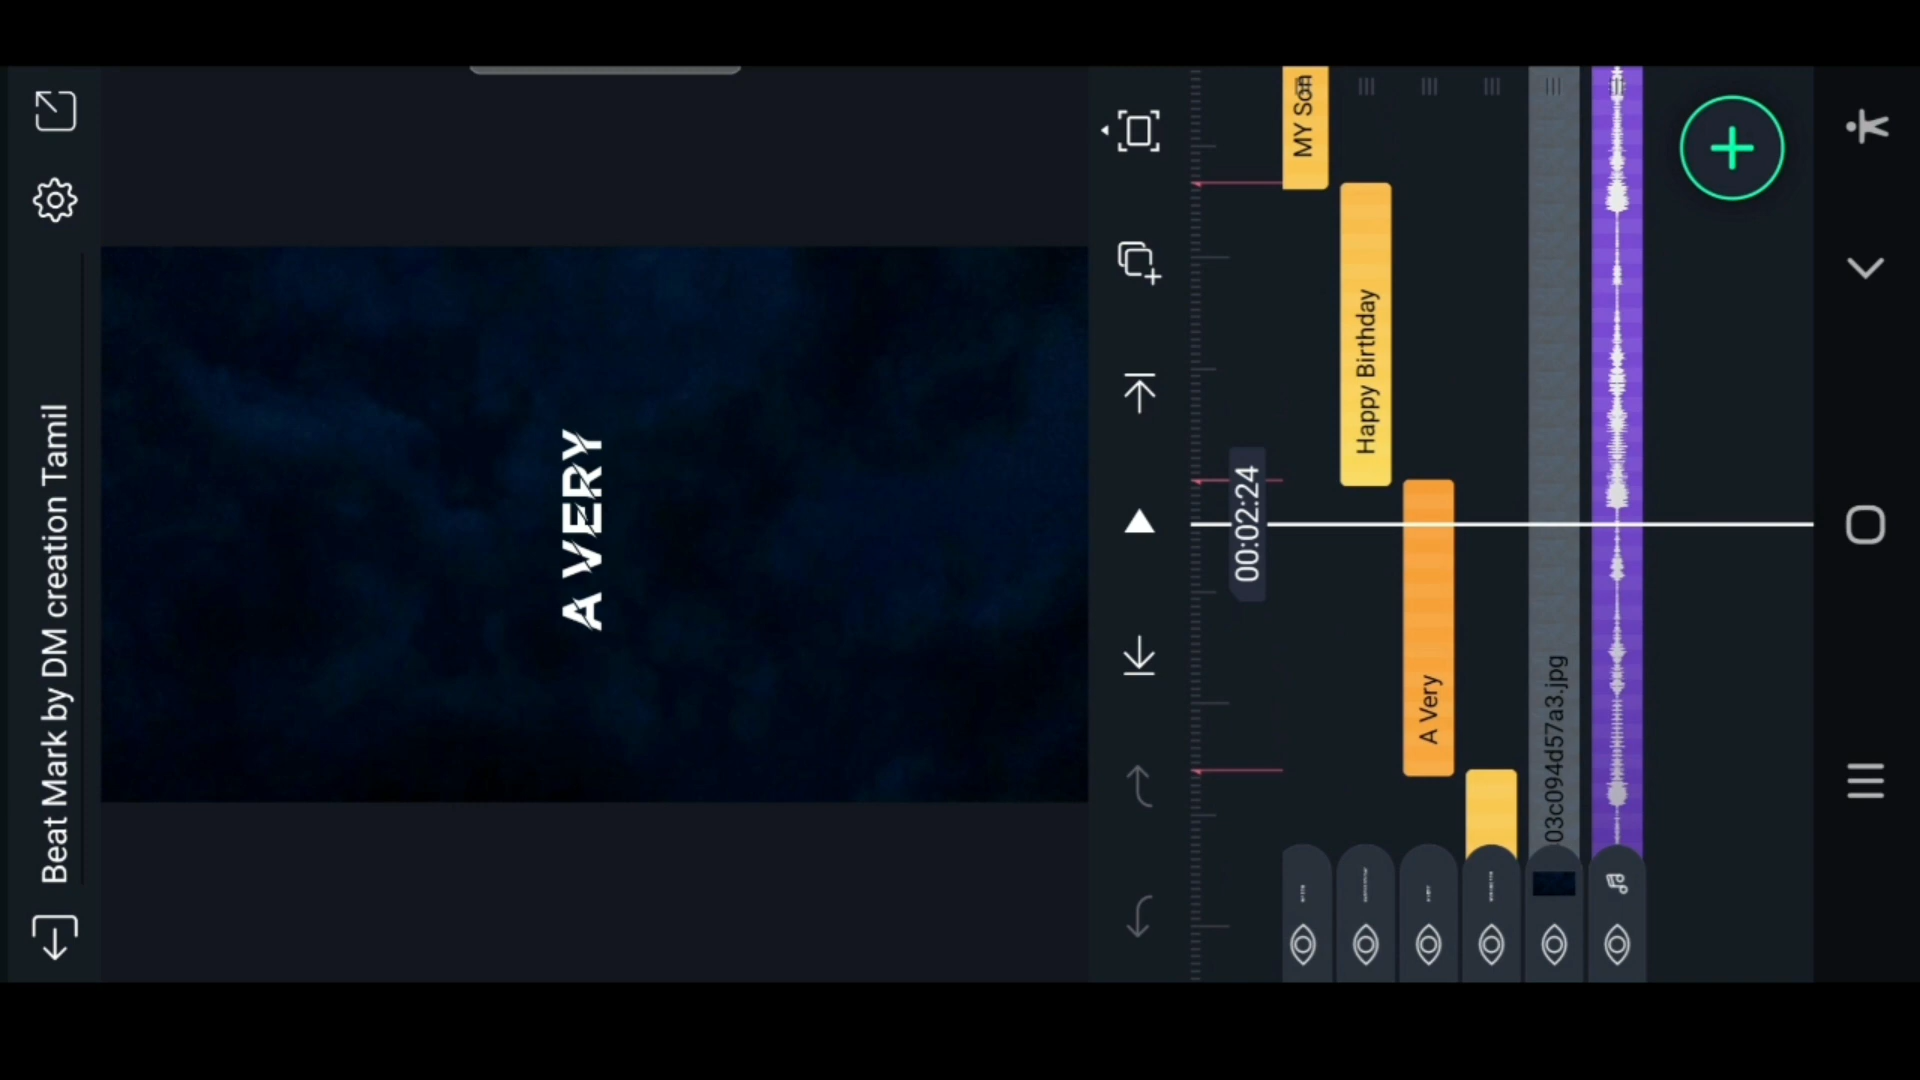 Beat Mark by DM creation Tamil
A VERY
00:02:24
MY Son
Happy Birthday
A Very
03c094d57a3.jpg